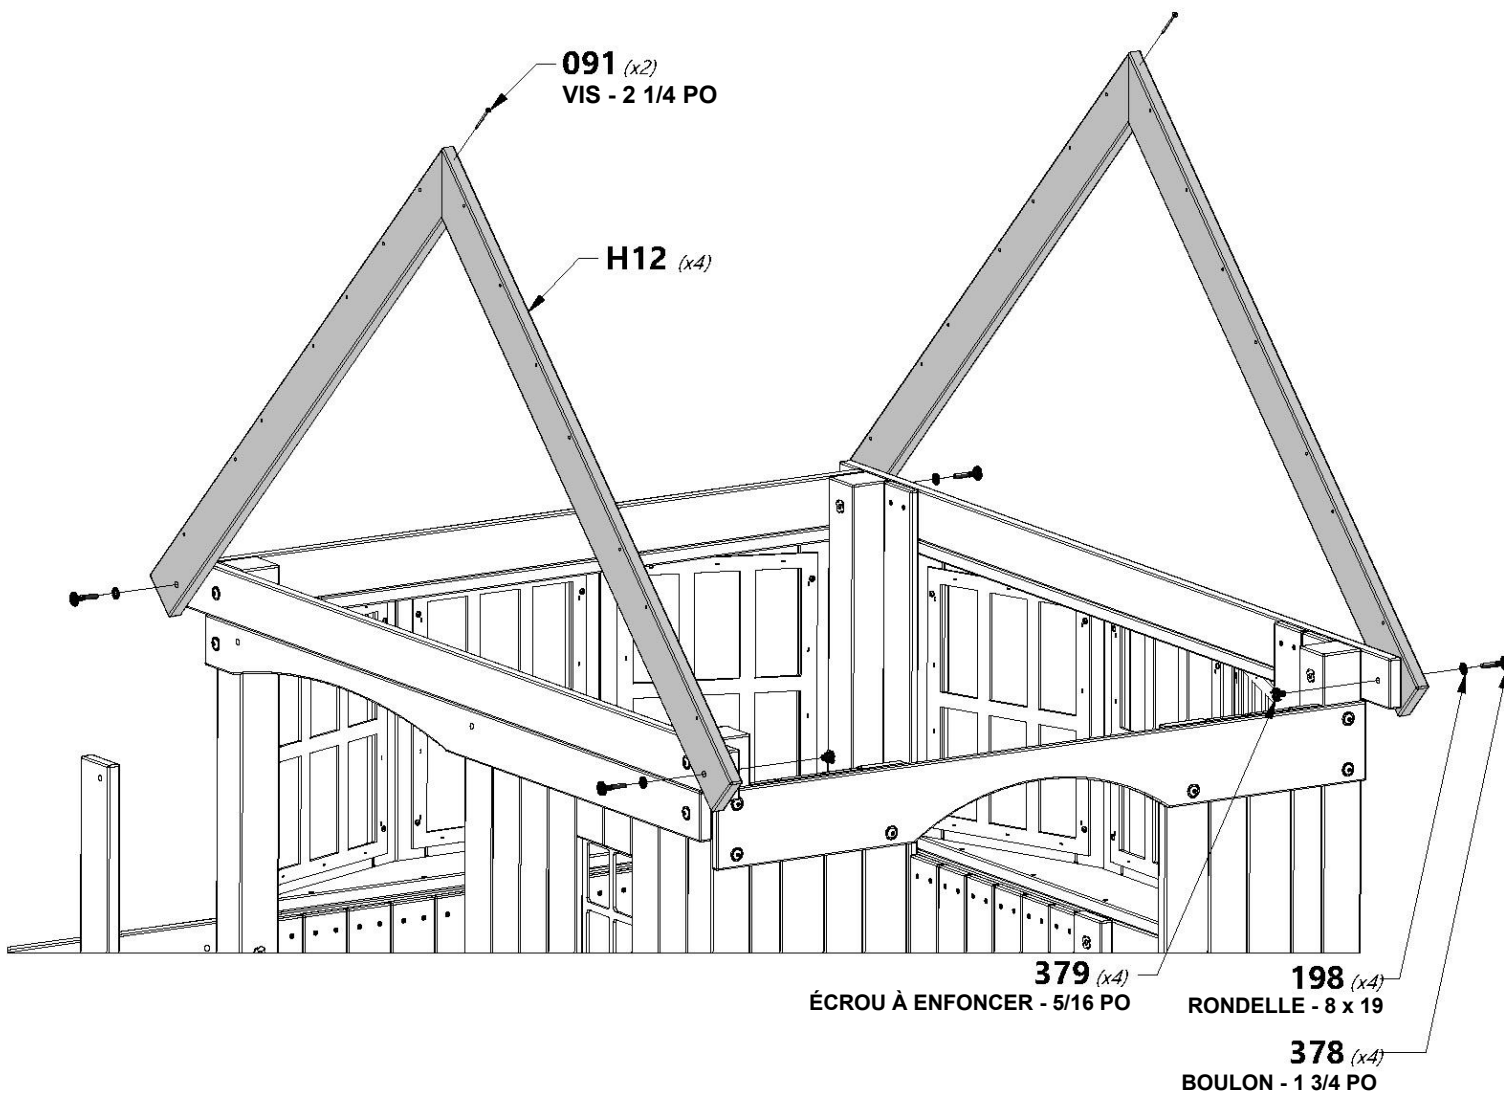 091 (x2)
VIS - 2 1/4 PO
H12 (x4)
379 (x4)
ÉCROU À ENFONCER - 5/16 PO
198 (x4)
RONDELLE - 8 x 19
378 (x4)
BOULON - 1 3/4 PO